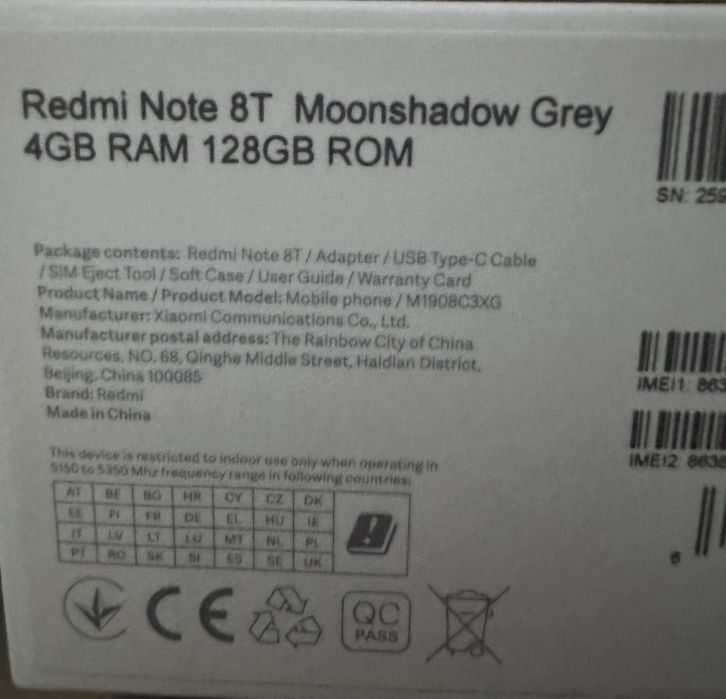 Redmi Note 8T Moonshadow Grey
4GB RAM 128GB ROM
SN: 259
Package contents: Redmi Note 8T / Adapter / USB Type-C Cable
/ SIM Eject Tool / Soft Case / User Guide / Warranty Card
Product Name / Product Model: Mobile phone / M1908C3XG
Manufacturer: Xiaomi Communications Co., Ltd.
Manufacturer postal address: The Rainbow City of China
Resources, NO. 68, Qinghe Middle Street, Haidian District,
Beijing, China 100085
Brand: Redmi
Made in China
IMEI1: 863
IMEI2: 8638
This device is restricted to indoor use only when operating in
5150 to 5350 Mhz frequency range in following countries:
AT BE BG HR CY CZ DK
EE FI FR DE EL HU IE
IT LV LT LU MT NL PL
PT RO SK SI ES SE UK
6
CE
QC
PASS